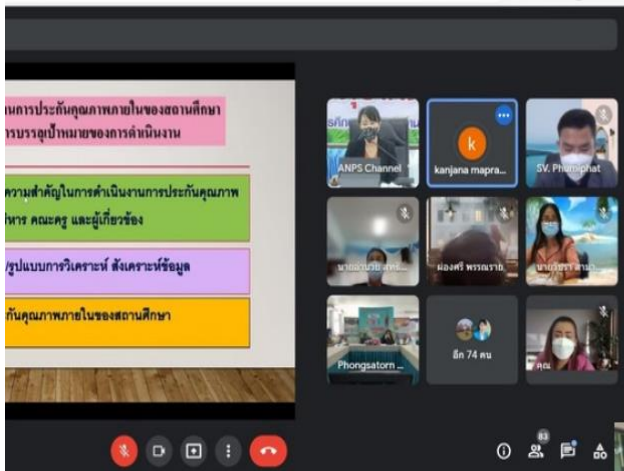 นการประกันคุณภาพภายในของสถานศึกษา
ารบรรลุเป้าหมายของการดำเนินงาน
ความสำคัญในการดำเนินงานการประกันคุณภาพ
หาร คณะครู และผู้เกี่ยวข้อง
/รูปแบบการวิเคราะห์ สังเคราะห์ข้อมูล
กันคุณภาพภายในของสถานศึกษา
ANPS Channel
k
kanjana mapra...
SV. Phumiphat
ผ่องศรี พรรณราย
Phongsatorn ...
อีก 74 คน
คุณ
83